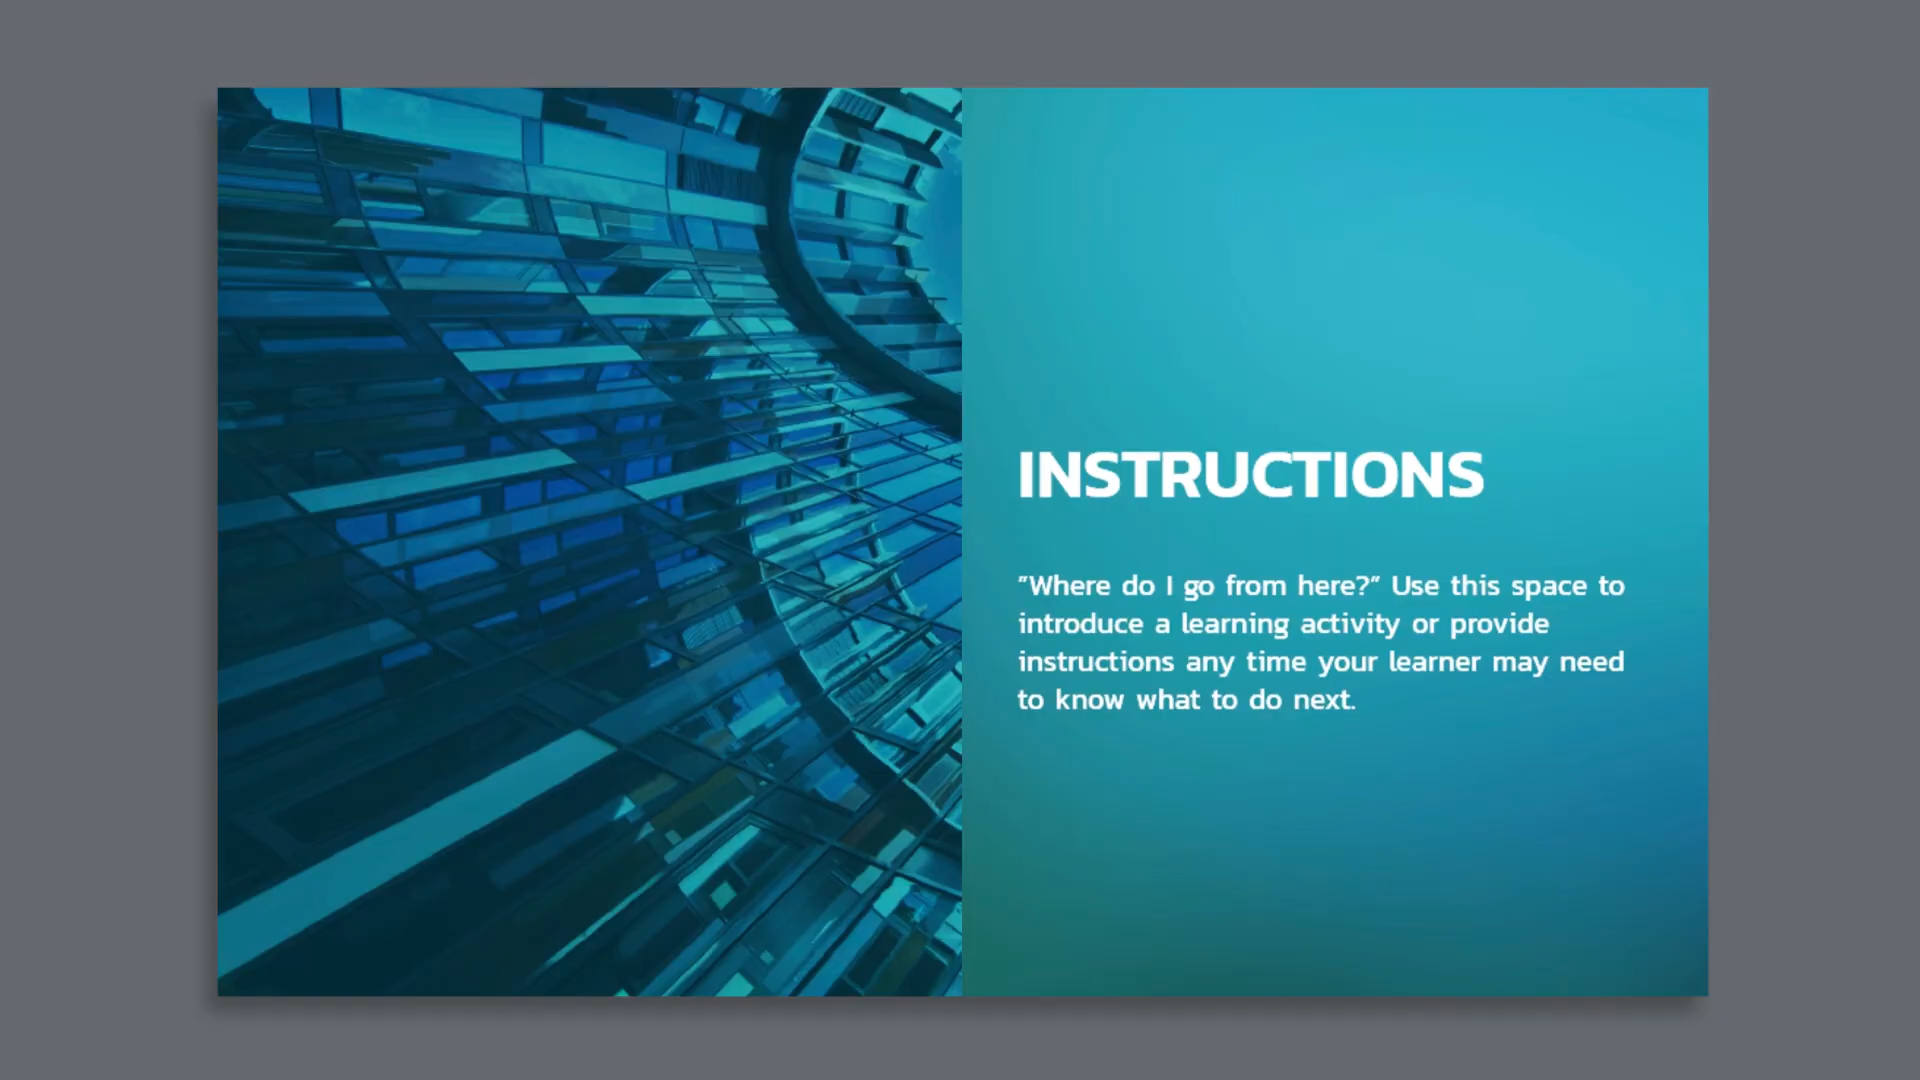 INSTRUCTIONS
"Where do I go from here?" Use this space to
introduce a learning activity or provide
instructions any time your learner may need
to know what to do next.